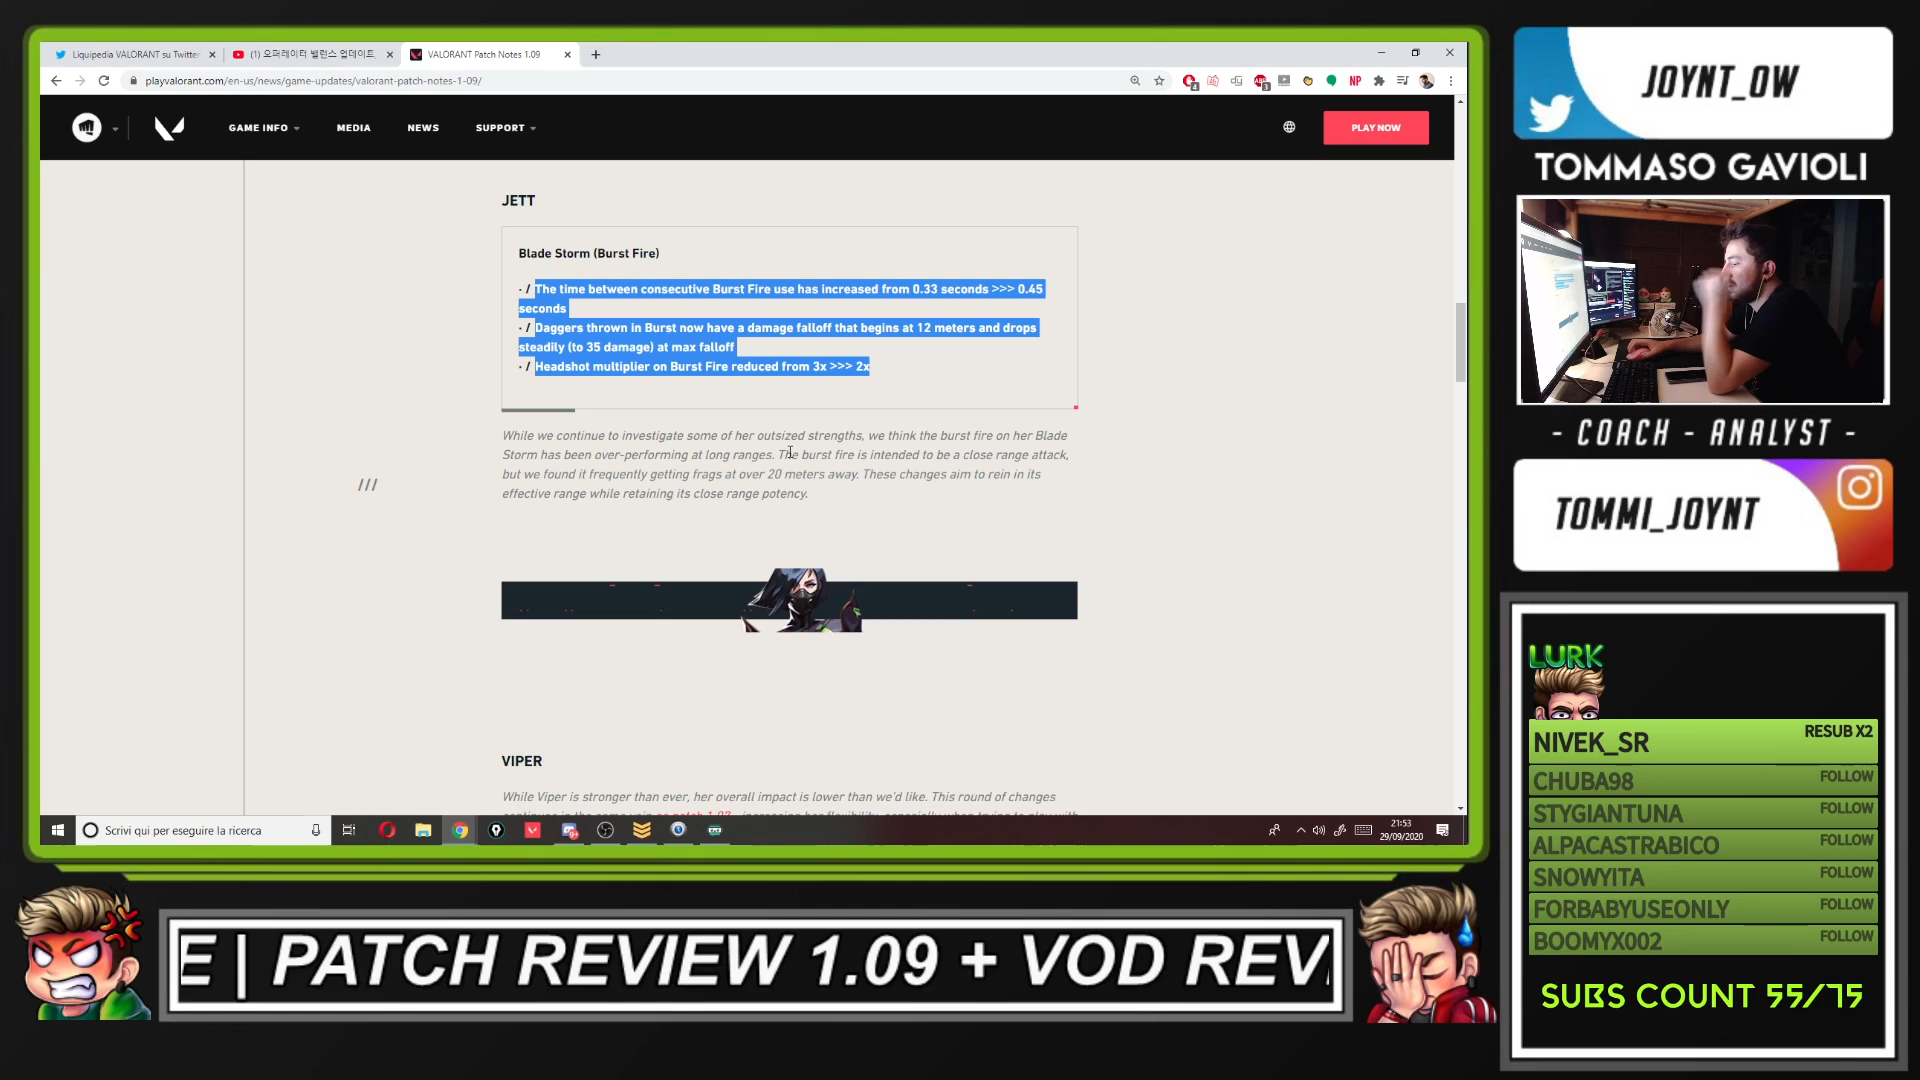 Liquipedia VALORANT su Twitter
(1) 오퍼레이터 밸런스 업데이트
VALORANT Patch Notes 1.09
playvalorant.com/en-us/news/game-updates/valorant-patch-notes-1-09/
NP
GAME INFO
MEDIA
NEWS
SUPPORT
PLAY NOW
JETT
Blade Storm (Burst Fire)
· / The time between consecutive Burst Fire use has increased from 0.33 seconds >>> 0.45
seconds
· / Daggers thrown in Burst now have a damage falloff that begins at 12 meters and drops
steadily (to 35 damage) at max falloff
· / Headshot multiplier on Burst Fire reduced from 3x >>> 2x
While we continue to investigate some of her outsized strengths, we think the burst fire on her Blade
Storm has been over-performing at long ranges. The burst fire is intended to be a close range attack,
but we found it frequently getting frags at over 20 meters away. These changes aim to rein in its
effective range while retaining its close range potency.
///
VIPER
While Viper is stronger than ever, her overall impact is lower than we'd like. This round of changes
Scrivi qui per eseguire la ricerca
21:53
29/09/2020
JOYNT_OW
TOMMASO GAVIOLI
- COACH - ANALYST -
TOMMI_JOYNT
LURK
NIVEK_SR RESUB X2
CHUBA98 FOLLOW
STYGIANTUNA FOLLOW
ALPACASTRABICO FOLLOW
SNOWYITA FOLLOW
FORBABYUSEONLY FOLLOW
BOOMYX002 FOLLOW
SUBS COUNT 55/75
E | PATCH REVIEW 1.09 + VOD REV